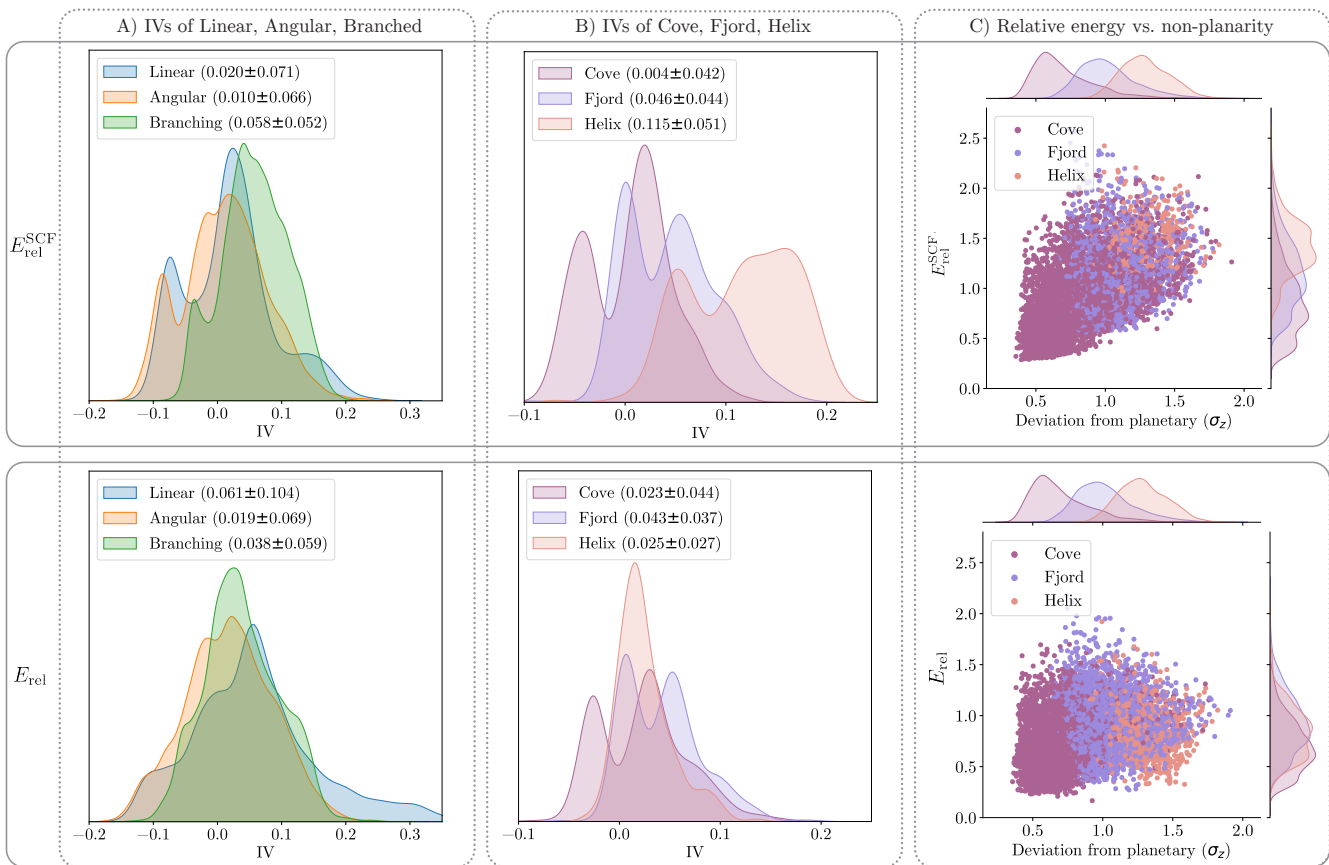 A) IVs of Linear, Angular, Branched
B) IVs of Cove, Fjord, Helix
C) Relative energy vs. non-planarity
Linear (0.020±0.071)
Angular (0.010±0.066)
Branching (0.058±0.052)
E_rel^SCF
−0.2 −0.1 0.0 0.1 0.2 0.3
IV
Cove (0.004±0.042)
Fjord (0.046±0.044)
Helix (0.115±0.051)
−0.1 0.0 0.1 0.2
IV
Cove
Fjord
Helix
2.5
2.0
1.5
1.0
0.5
0.0
E_rel^SCF
0.5 1.0 1.5 2.0
Deviation from planetary (σ_z)
Linear (0.061±0.104)
Angular (0.019±0.069)
Branching (0.038±0.059)
E_rel
−0.2 −0.1 0.0 0.1 0.2 0.3
IV
Cove (0.023±0.044)
Fjord (0.043±0.037)
Helix (0.025±0.027)
−0.1 0.0 0.1 0.2
IV
Cove
Fjord
Helix
2.5
2.0
1.5
1.0
0.5
0.0
E_rel
0.5 1.0 1.5 2.0
Deviation from planetary (σ_z)